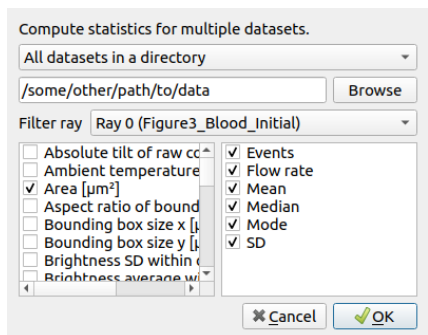 Compute statistics for multiple datasets.
All datasets in a directory
/some/other/path/to/data Browse
Filter ray Ray 0 (Figure3_Blood_Initial)
Absolute tilt of raw
Ambient temperature
Area [µm²]
Aspect ratio of bound
Bounding box size x [
Bounding box size y [
Brightness SD within
Brightness average
Events
Flow rate
Mean
Median
Mode
SD
Cancel OK